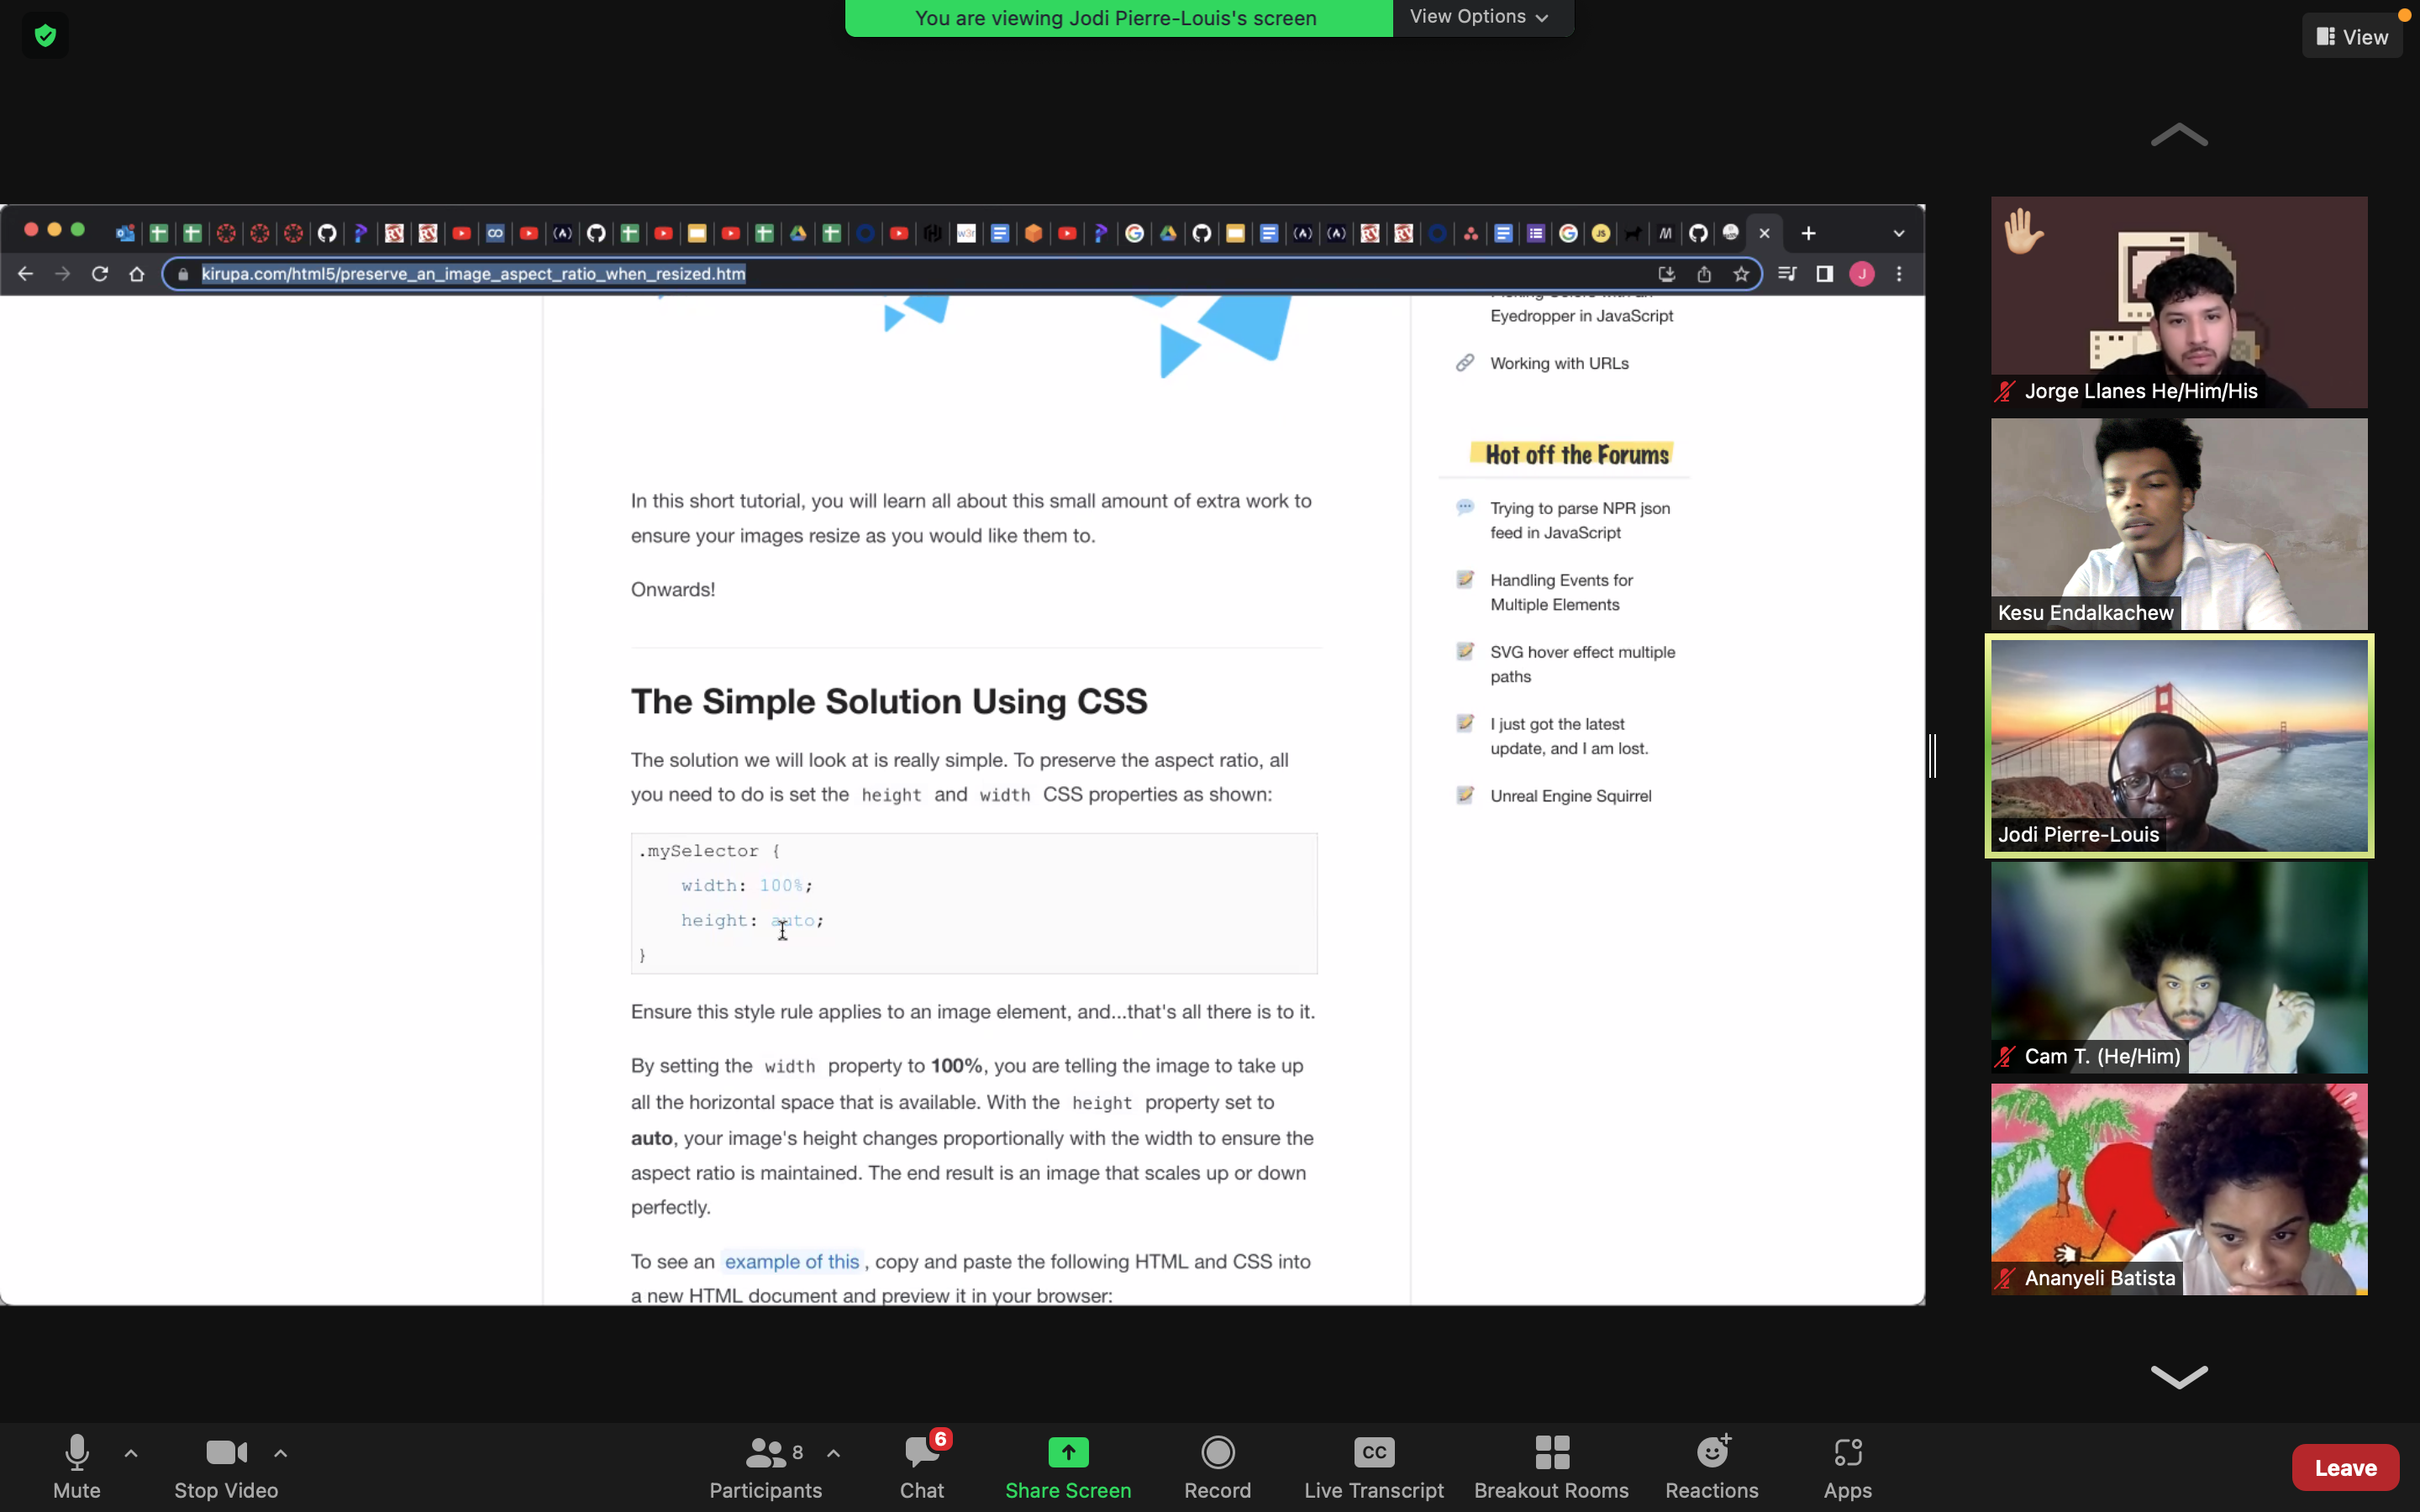 You are viewing Jodi Pierre-Louis's screen
View Options
View
kirupa.com/html5/preserve_an_image_aspect_ratio_when_resized.htm
J
Eyedropper in JavaScript
Working with URLs
Hot off the Forums
Trying to parse NPR json
feed in JavaScript
Handling Events for
Multiple Elements
SVG hover effect multiple
paths
I just got the latest
update, and I am lost.
Unreal Engine Squirrel
In this short tutorial, you will learn all about this small amount of extra work to
ensure your images resize as you would like them to.
Onwards!
The Simple Solution Using CSS
The solution we will look at is really simple. To preserve the aspect ratio, all
you need to do is set the height and width CSS properties as shown:
.mySelector {
width: 100%;
height: auto;
}
Ensure this style rule applies to an image element, and...that's all there is to it.
By setting the width property to 100%, you are telling the image to take up
all the horizontal space that is available. With the height property set to
auto, your image's height changes proportionally with the width to ensure the
aspect ratio is maintained. The end result is an image that scales up or down
perfectly.
To see an example of this, copy and paste the following HTML and CSS into
a new HTML document and preview it in your browser:
Jorge Llanes He/Him/His
Kesu Endalkachew
Jodi Pierre-Louis
Cam T. (He/Him)
Ananyeli Batista
Mute
Stop Video
8
Participants
6
Chat
Share Screen
Record
CC
Live Transcript
Breakout Rooms
Reactions
Apps
Leave